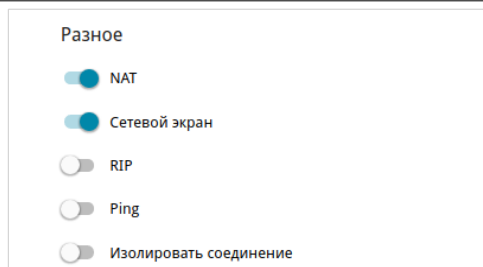 Разное
NAT
Сетевой экран
RIP
Ping
Изолировать соединение